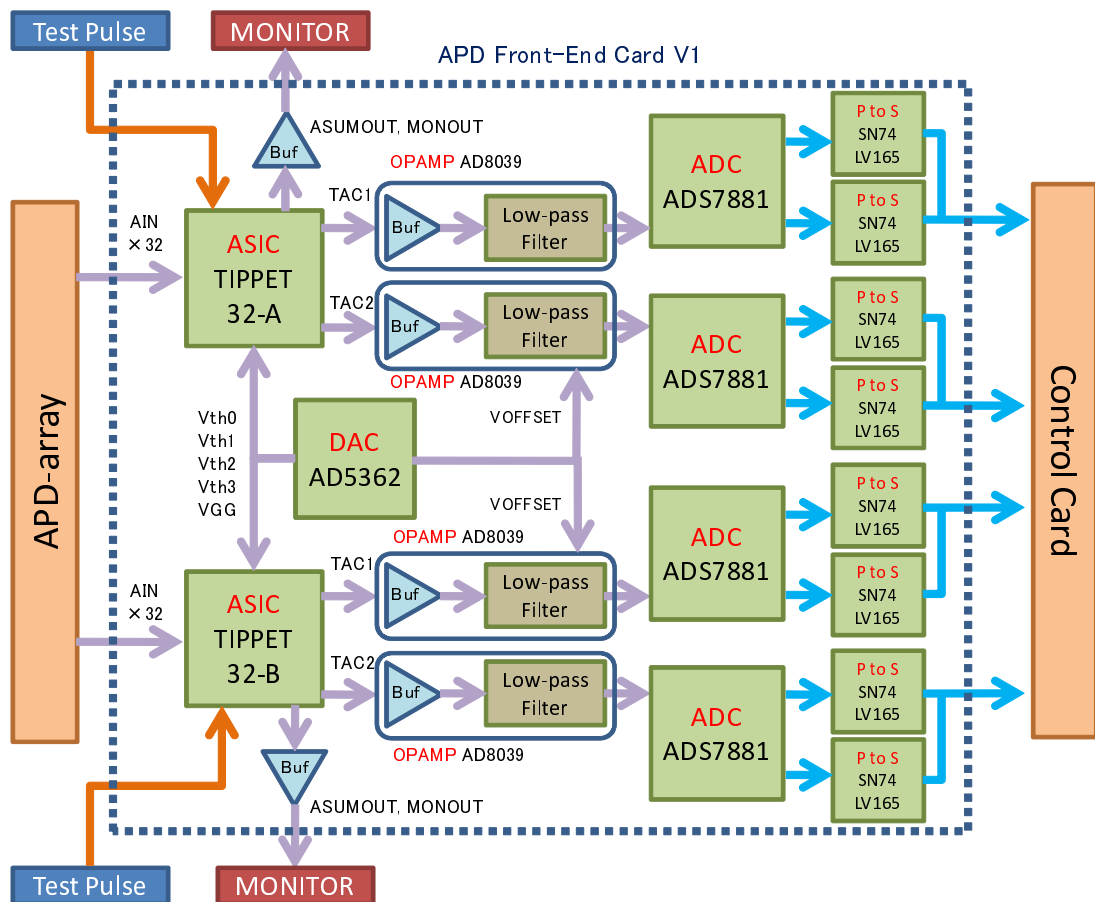 Test Pulse
MONITOR
APD Front-End Card V1
Buf
ASUMOUT, MONOUT
OPAMP AD8039
AIN
×32
ASIC
TIPPET
32-A
TAC1
Buf
Low-pass
Filter
ADC
ADS7881
P to S
SN74
LV165
P to S
SN74
LV165
TAC2
Buf
Low-pass
Filter
OPAMP AD8039
ADC
ADS7881
P to S
SN74
LV165
P to S
SN74
LV165
APD-array
Vth0
Vth1
Vth2
Vth3
VGG
DAC
AD5362
VOFFSET
VOFFSET
Control Card
OPAMP AD8039
AIN
×32
ASIC
TIPPET
32-B
TAC1
Buf
Low-pass
Filter
ADC
ADS7881
P to S
SN74
LV165
P to S
SN74
LV165
TAC2
Buf
Low-pass
Filter
OPAMP AD8039
ADC
ADS7881
P to S
SN74
LV165
P to S
SN74
LV165
Buf
ASUMOUT, MONOUT
Test Pulse
MONITOR